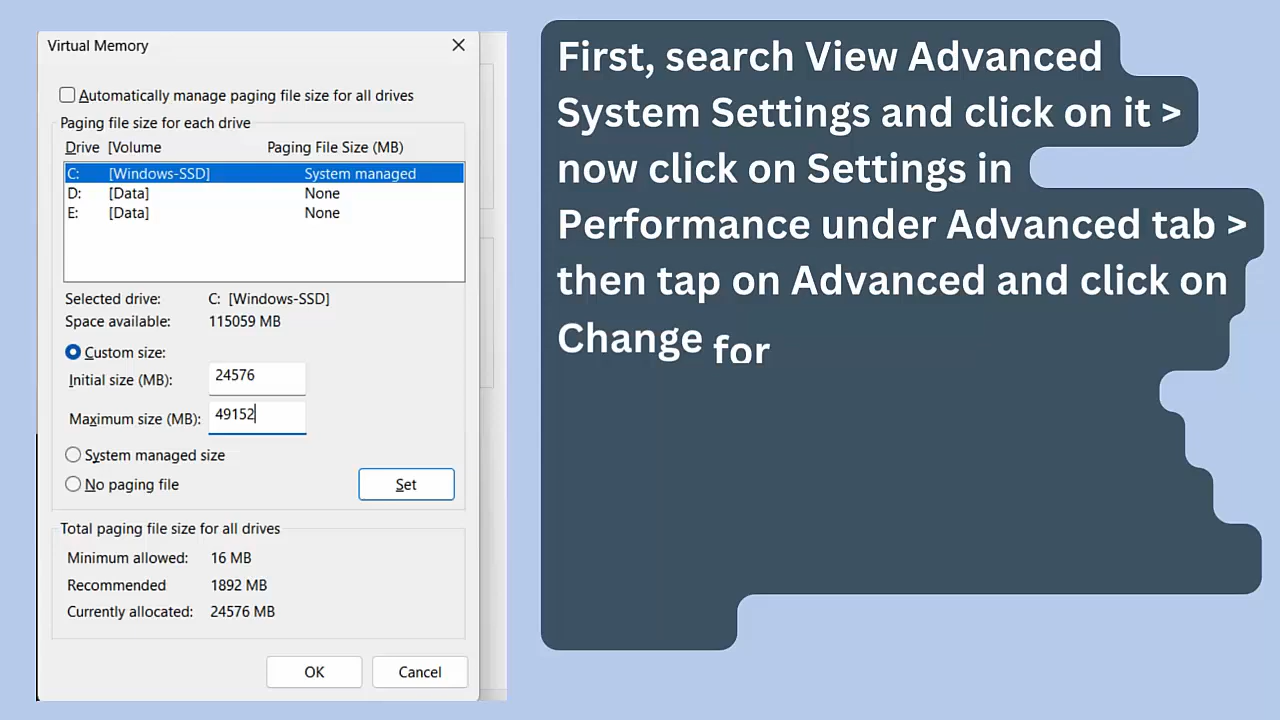 Virtual Memory
Automatically manage paging file size for all drives
Paging file size for each drive
Drive [Volume Paging File Size (MB)
C: [Windows-SSD] System managed
D: [Data] None
E: [Data] None
Selected drive: C: [Windows-SSD]
Space available: 115059 MB
Custom size:
Initial size (MB): 24576
Maximum size (MB): 49152
System managed size
No paging file
Set
Total paging file size for all drives
Minimum allowed: 16 MB
Recommended 1892 MB
Currently allocated: 24576 MB
OK Cancel
First, search View Advanced
System Settings and click on it >
now click on Settings in
Performance under Advanced tab >
then tap on Advanced and click on
Change for